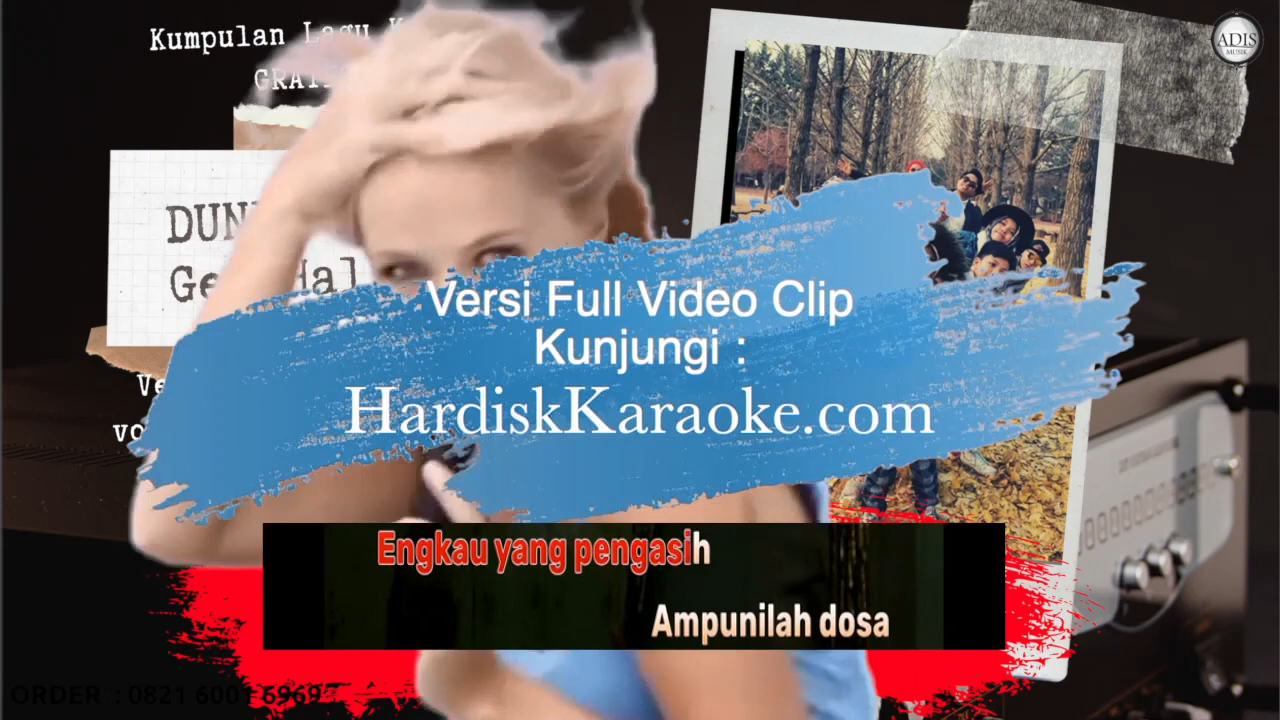 Kumpulan Lagu
ADIS
MUSIK
Versi Full Video Clip
Kunjungi :
HardiskKaraoke.com
Engkau yang pengasih
Ampunilah dosa
ORDER : 0821 6001 6969